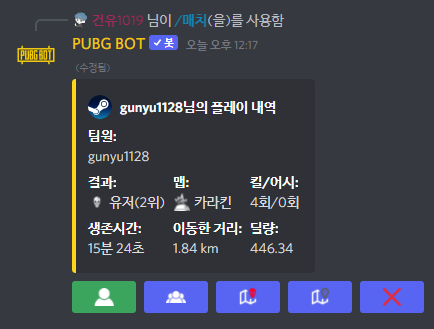 건유1019 님이 /매치(을)를 사용함
PUBG BOT
PUBG BOT ✓ 봇 오늘 오후 12:17
(수정됨)
gunyu1128님의 플레이 내역
팀원:
gunyu1128
결과: 맵: 킬/어시:
유저(2위) 카라킨 4회/0회
생존시간: 이동한 거리: 딜량:
15분 24초 1.84 km 446.34